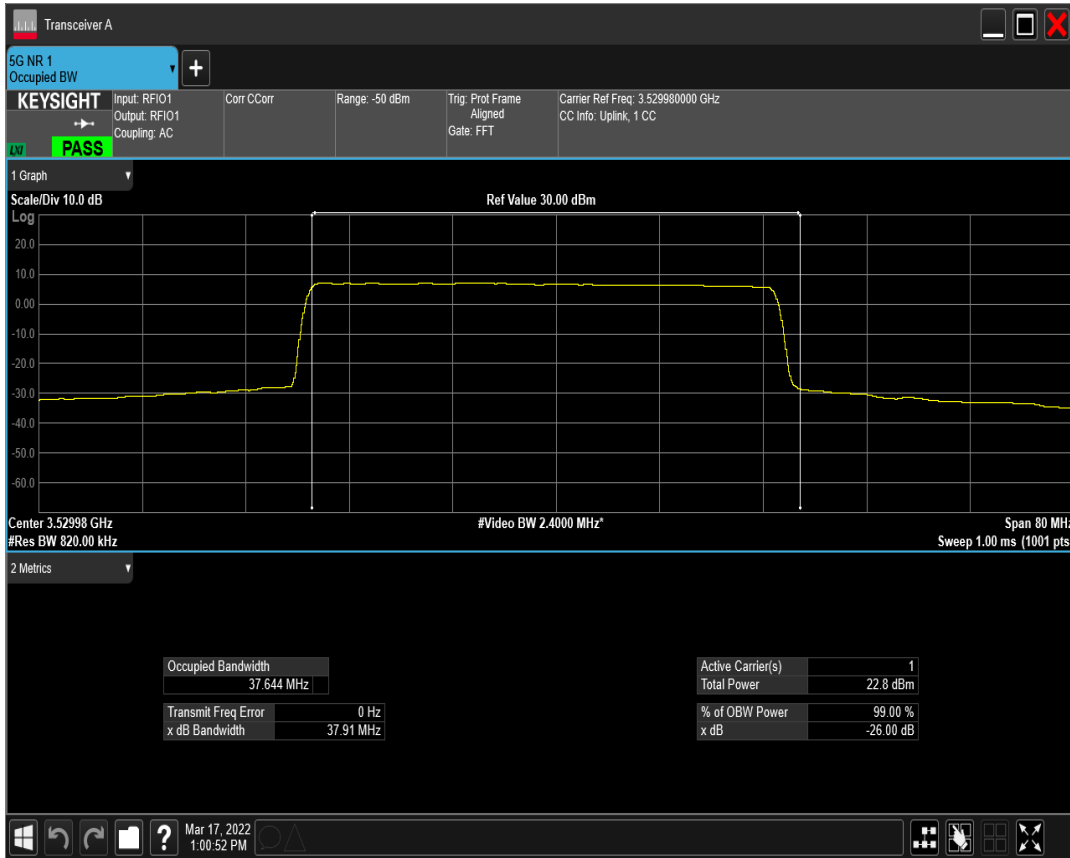 Transceiver A
5G NR 1
Occupied BW
KEYSIGHT
Input: RFIO1
Output: RFIO1
Coupling: AC
Corr CCorr
Range: -50 dBm
Trig: Prot Frame
Aligned
Gate: FFT
Carrier Ref Freq: 3.529980000 GHz
CC Info: Uplink, 1 CC
LXI
PASS
1 Graph
Scale/Div 10.0 dB
Ref Value 30.00 dBm
Log
20.0
10.0
0.00
-10.0
-20.0
-30.0
-40.0
-50.0
-60.0
Center 3.52998 GHz
#Video BW 2.4000 MHz*
Span 80 MHz
#Res BW 820.00 kHz
Sweep 1.00 ms (1001 pts
2 Metrics
Occupied Bandwidth
37.644 MHz
Transmit Freq Error 0 Hz
x dB Bandwidth 37.91 MHz
Active Carrier(s) 1
Total Power 22.8 dBm
% of OBW Power 99.00 %
x dB -26.00 dB
?
Mar 17, 2022
1:00:52 PM